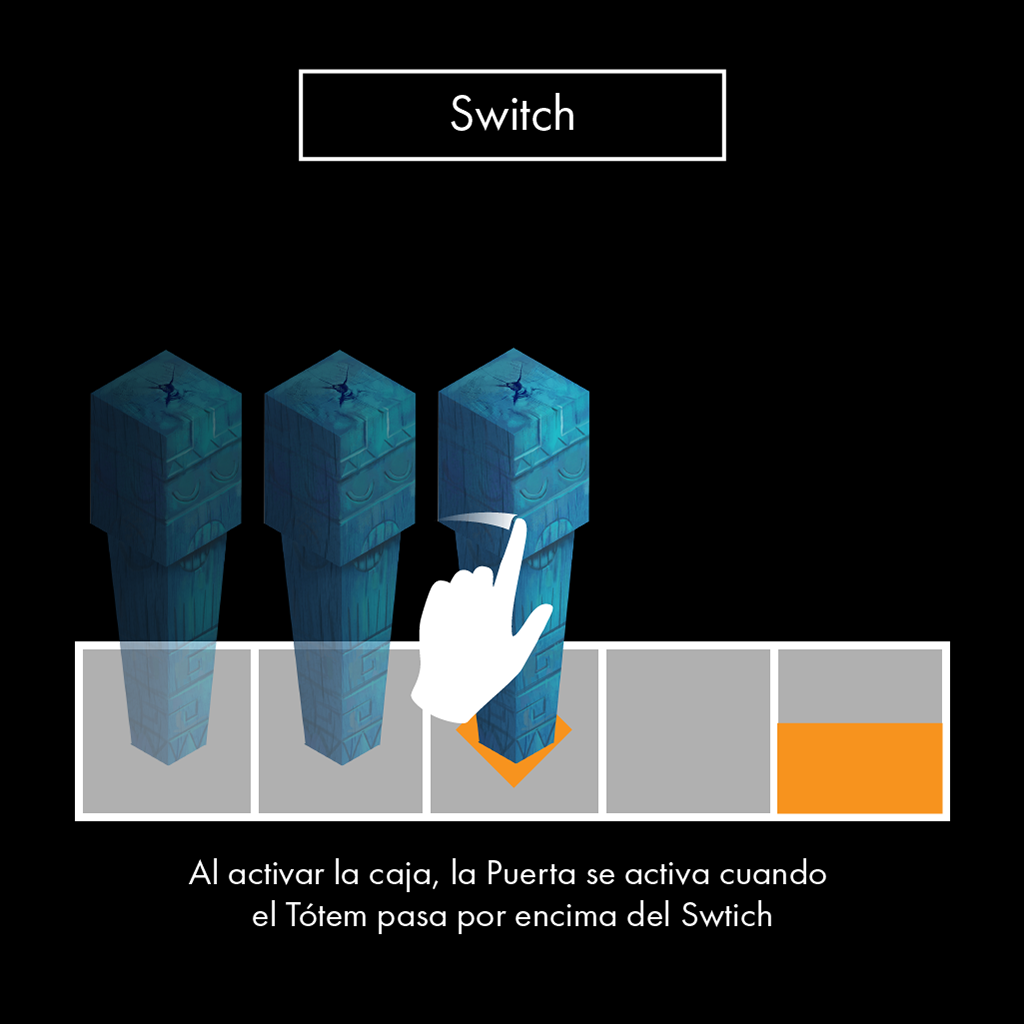 Switch
Al activar la caja, la Puerta se activa cuando
el Tótem pasa por encima del Swtich